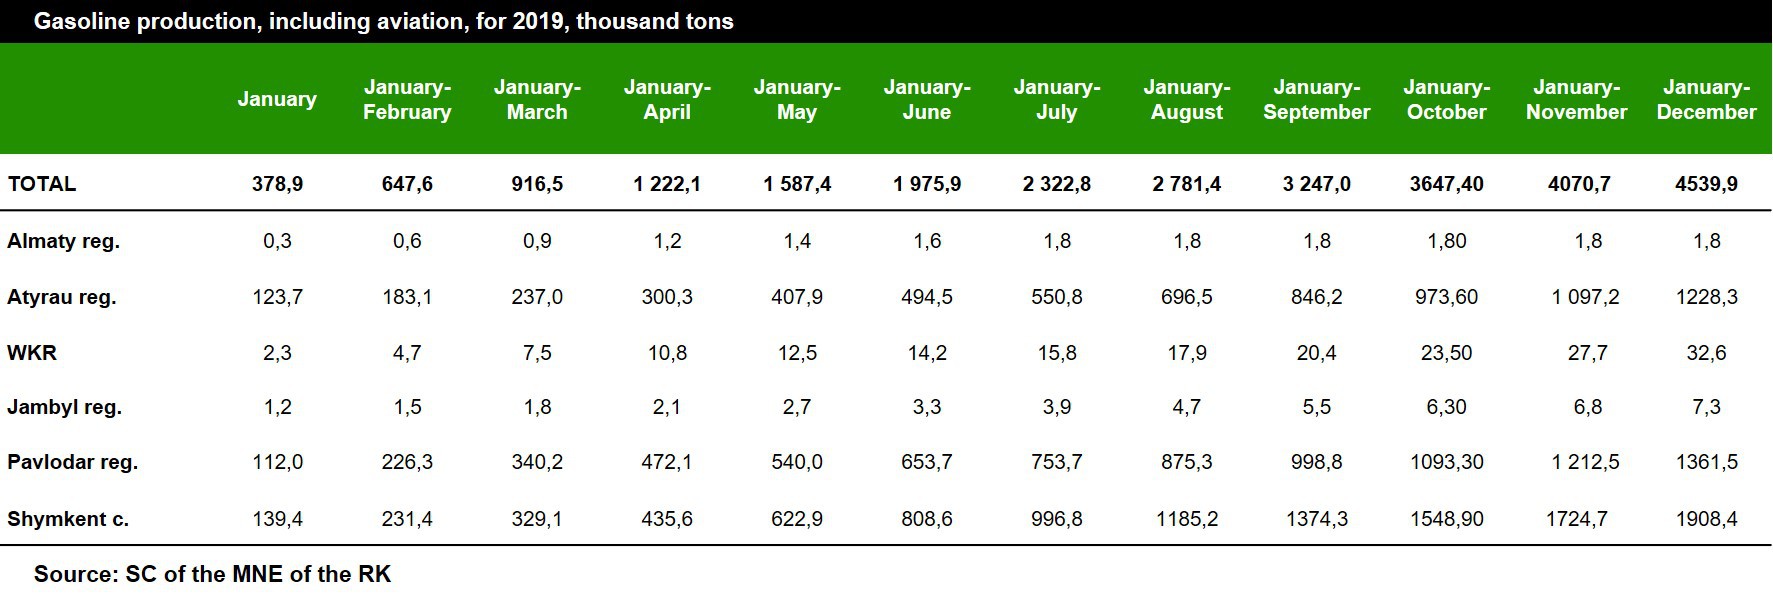 Gasoline production, including aviation, for 2019, thousand tons
January January-February January-March January-April January-May January-June January-July January-August January-September January-October January-November January-December
TOTAL 378,9 647,6 916,5 1 222,1 1 587,4 1 975,9 2 322,8 2 781,4 3 247,0 3647,40 4070,7 4539,9
Almaty reg. 0,3 0,6 0,9 1,2 1,4 1,6 1,8 1,8 1,8 1,80 1,8 1,8
Atyrau reg. 123,7 183,1 237,0 300,3 407,9 494,5 550,8 696,5 846,2 973,60 1 097,2 1228,3
WKR 2,3 4,7 7,5 10,8 12,5 14,2 15,8 17,9 20,4 23,50 27,7 32,6
Jambyl reg. 1,2 1,5 1,8 2,1 2,7 3,3 3,9 4,7 5,5 6,30 6,8 7,3
Pavlodar reg. 112,0 226,3 340,2 472,1 540,0 653,7 753,7 875,3 998,8 1093,30 1 212,5 1361,5
Shymkent c. 139,4 231,4 329,1 435,6 622,9 808,6 996,8 1185,2 1374,3 1548,90 1724,7 1908,4
Source: SC of the MNE of the RK